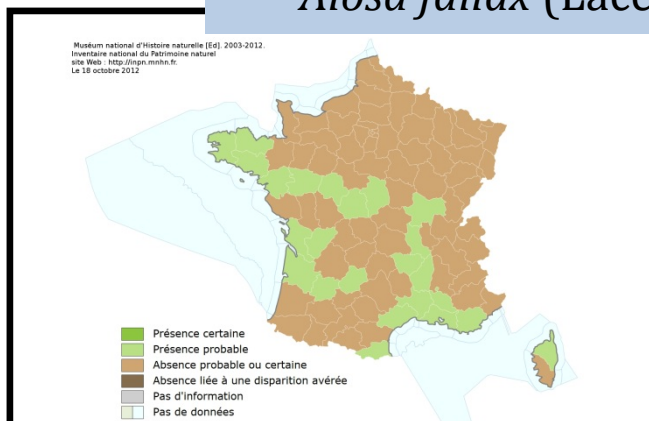 Alosa fallax (Lacé
Muséum national d'Histoire naturelle [Ed]. 2003-2012.
Inventaire national du Patrimoine naturel
site Web : http://inpn.mnhn.fr.
Le 18 octobre 2012
Présence certaine
Présence probable
Absence probable ou certaine
Absence liée à une disparition avérée
Pas d'information
Pas de données